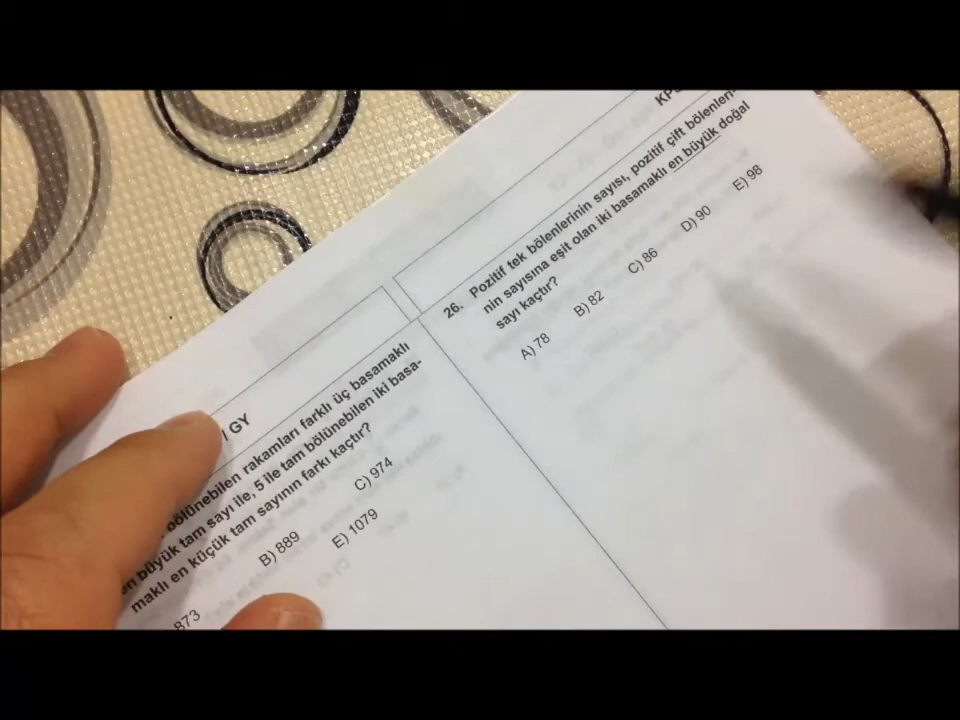 / GY
bölünebilen rakamları farklı üç basamaklı
en büyük tam sayı ile, 5 ile tam bölünebilen iki basa-
maklı en küçük tam sayının farkı kaçtır?
873 B) 889 C) 974
E) 1079
26. Pozitif tek bölenlerinin sayısı, pozitif çift bölenleri-
nin sayısına eşit olan iki basamaklı en büyük doğal
sayı kaçtır?
A) 78 B) 82 C) 86 D) 90 E) 98